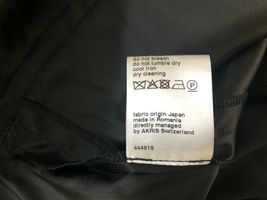 do not bleach
do not tumble dry
cool iron
dry cleaning
P
fabric origin Japan
made in Romania
directly managed
by AKRIS Switzerland
444919